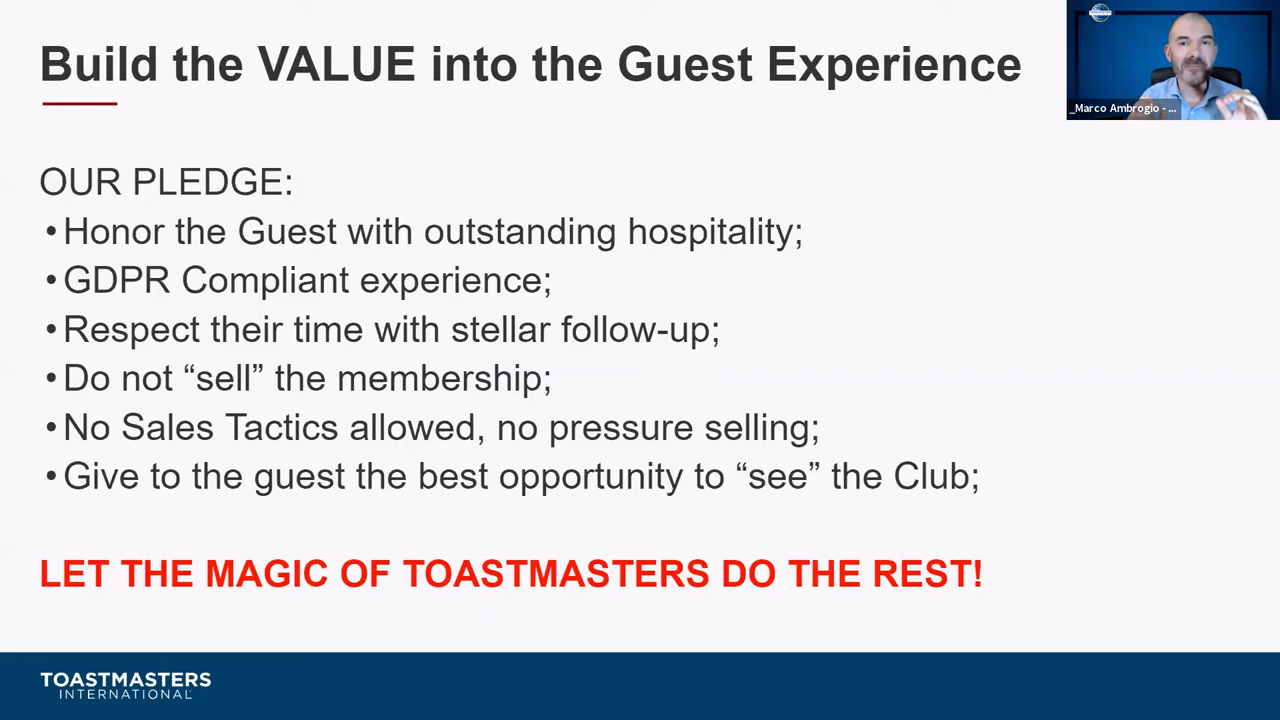 Build the VALUE into the Guest Experience
_Marco Ambrogio - ...
OUR PLEDGE:
•Honor the Guest with outstanding hospitality;
•GDPR Compliant experience;
•Respect their time with stellar follow-up;
•Do not “sell” the membership;
•No Sales Tactics allowed, no pressure selling;
•Give to the guest the best opportunity to “see” the Club;
LET THE MAGIC OF TOASTMASTERS DO THE REST!
TOASTMASTERS
INTERNATIONAL